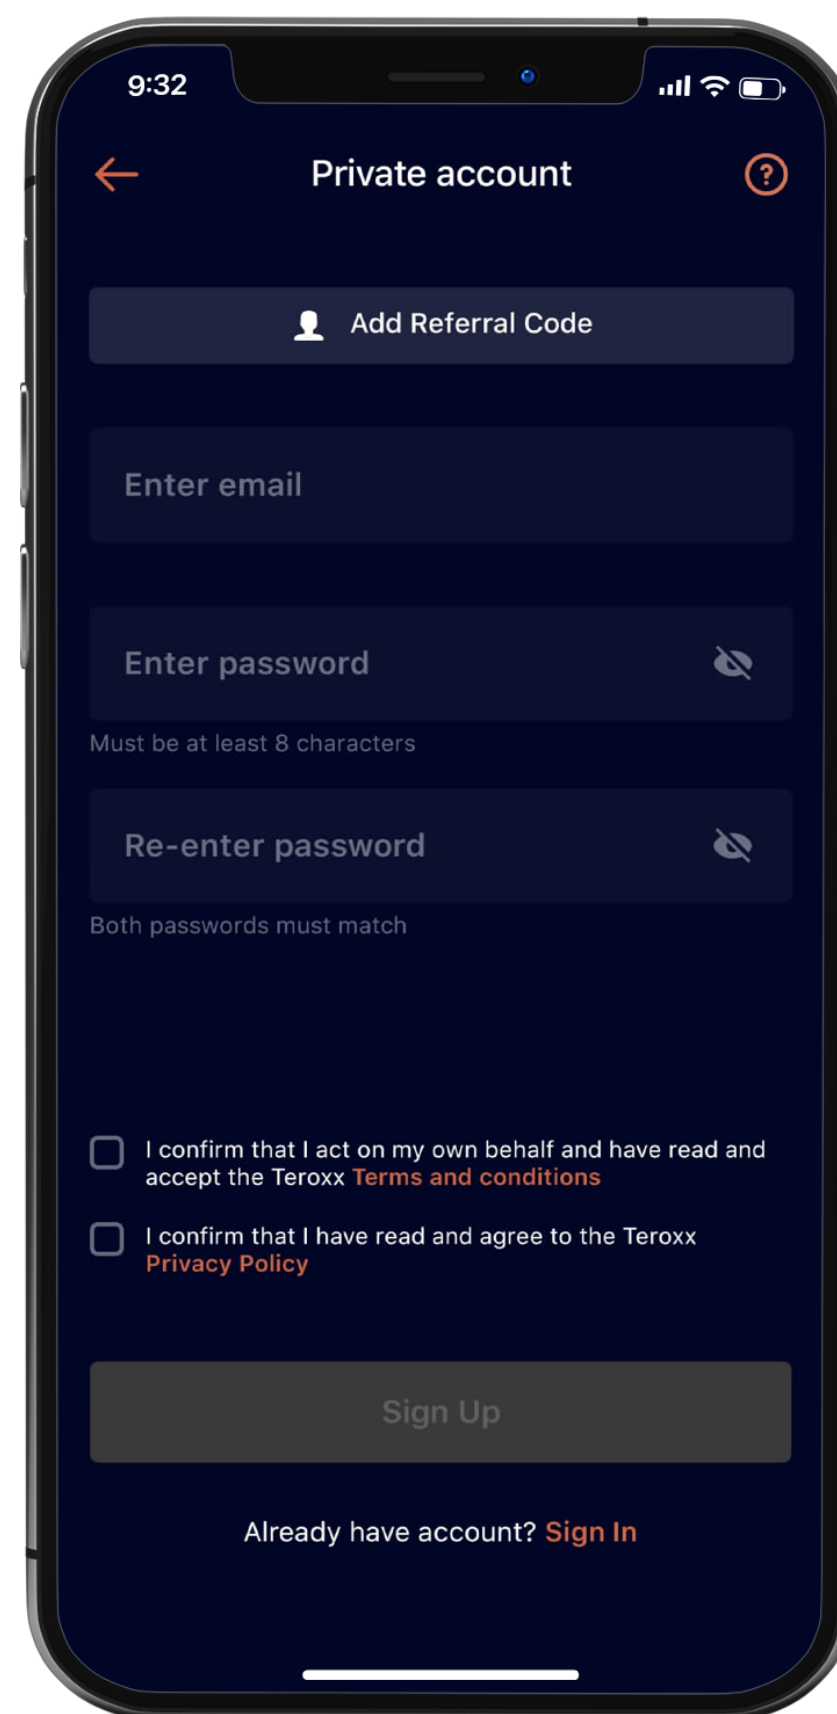 9:32
Private account
?
Add Referral Code
Enter email
Enter password
Must be at least 8 characters
Re-enter password
Both passwords must match
I confirm that I act on my own behalf and have read and
accept the Teroxx Terms and conditions
I confirm that I have read and agree to the Teroxx
Privacy Policy
Sign Up
Already have account? Sign In